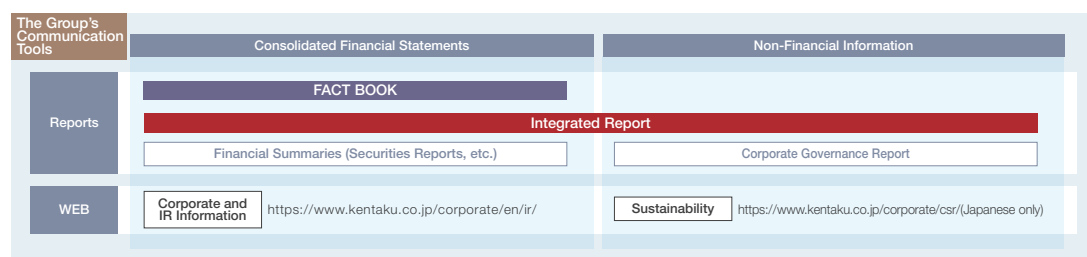 The Group's
Communication
Tools
Consolidated Financial Statements
Non-Financial Information
Reports
FACT BOOK
Integrated Report
Financial Summaries (Securities Reports, etc.)
Corporate Governance Report
WEB
Corporate and
IR Information
https://www.kentaku.co.jp/corporate/en/ir/
Sustainability
https://www.kentaku.co.jp/corporate/csr/(Japanese only)